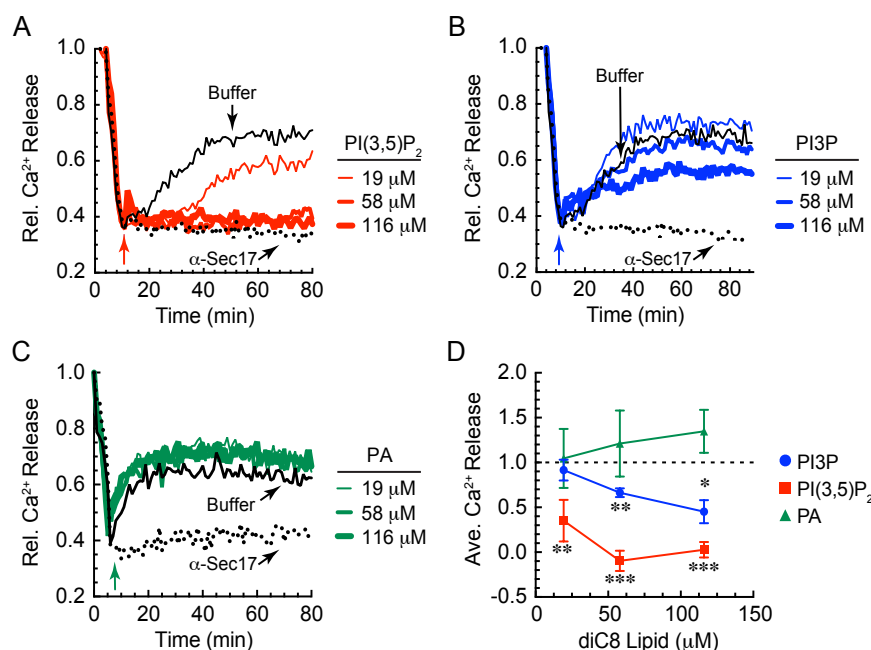 A
Rel. Ca²⁺ Release
1.0
0.8
0.6
0.4
0.2
0 20 40 60 80
Time (min)
Buffer
α-Sec17
PI(3,5)P₂
19 μM
58 μM
116 μM
B
Rel. Ca²⁺ Release
1.0
0.8
0.6
0.4
0.2
0 20 40 60 80
Time (min)
Buffer
α-Sec17
PI3P
19 μM
58 μM
116 μM
C
Rel. Ca²⁺ Release
1.0
0.8
0.6
0.4
0.2
0 20 40 60 80
Time (min)
Buffer
α-Sec17
PA
19 μM
58 μM
116 μM
D
Ave. Ca²⁺ Release
2.0
1.5
1.0
0.5
0.0
-0.5
0 50 100 150
diC8 Lipid (μM)
*
**
**
***
***
PI3P
PI(3,5)P₂
PA